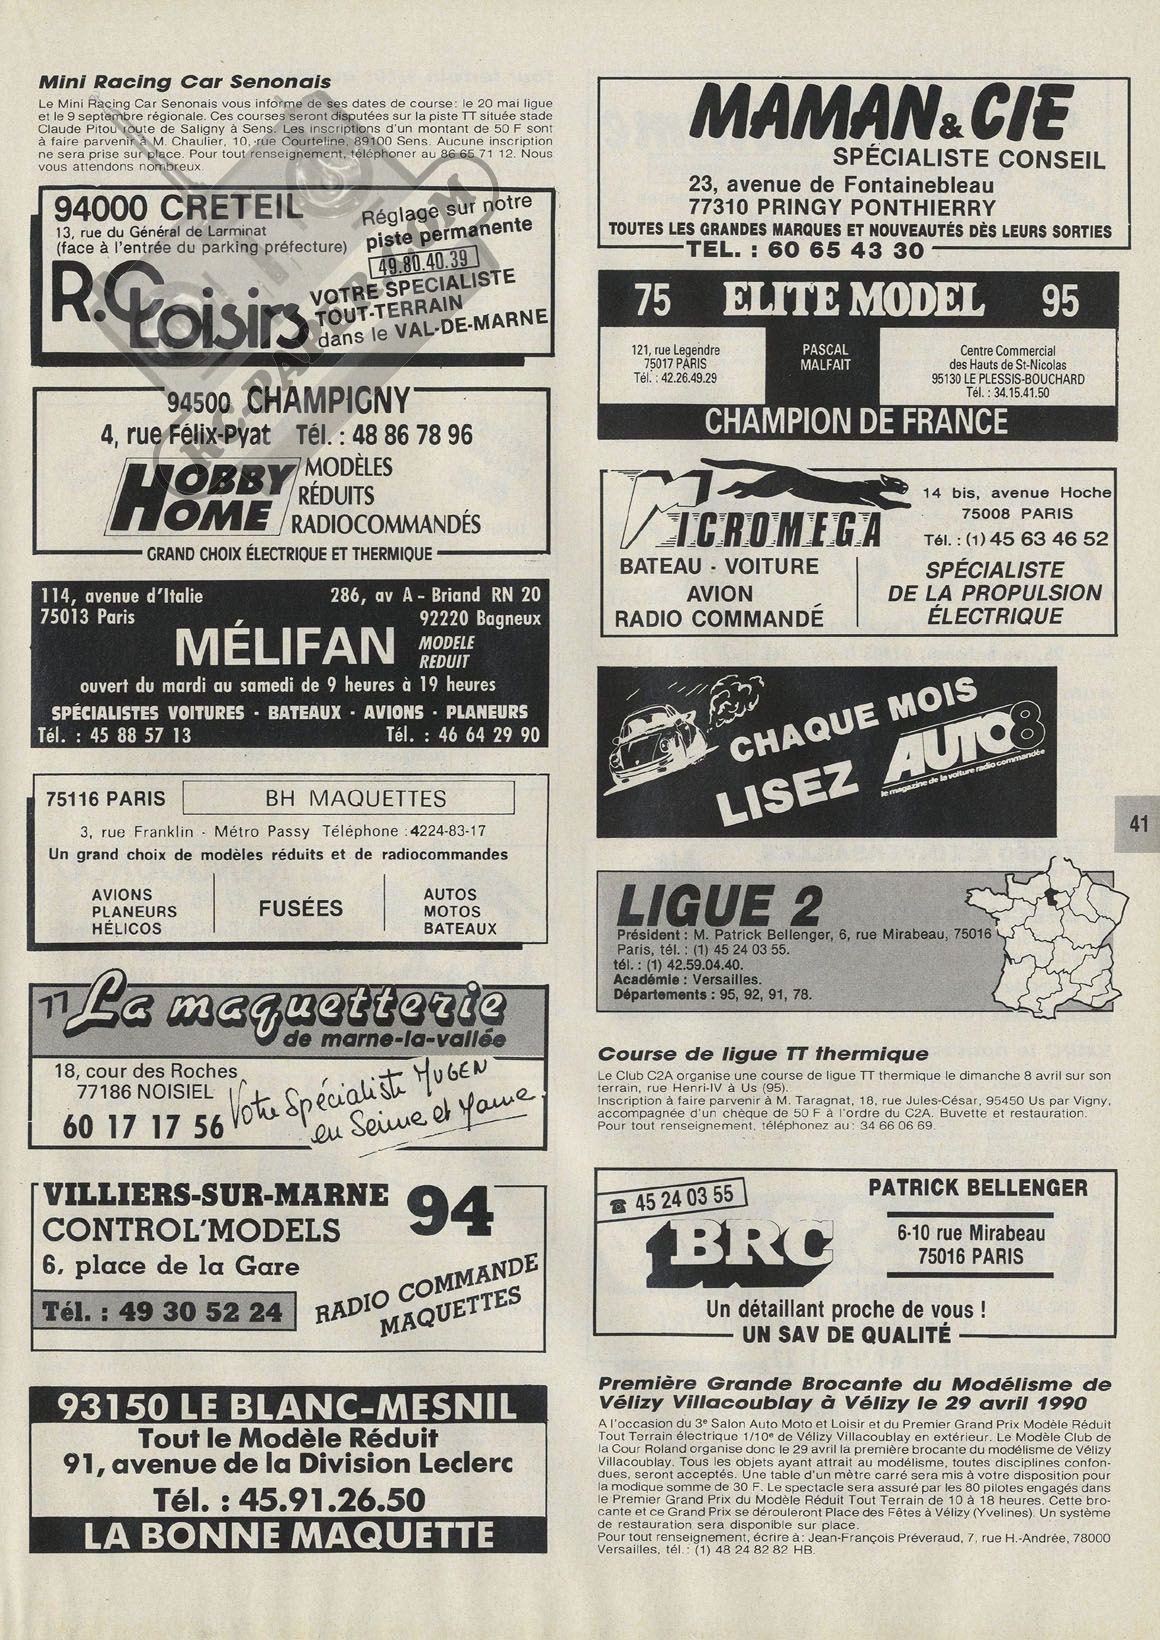 Mini Racing Car Senonais
Le Mini Racing Car Senonais vous informe de ses dates de course: le 20 mai ligue
et le 9 septembre régionale. Ces courses seront disputées sur la piste TT située stade
Claude Pitou, route de Saligny à Sens. Les inscriptions d'un montant de 50 F sont
à faire parvenir à M. Chaulier, 10, rue Courteline, 89100 Sens. Aucune inscription
ne sera prise sur place. Pour tout renseignement, téléphoner au 86 65 71 12. Nous
vous attendons nombreux.
94000 CRETEIL
13, rue du Général de Larminat
(face à l'entrée du parking préfecture)
Réglage sur notre
piste permanente
49.80.40.39
R.C Loisirs
VOTRE SPECIALISTE
TOUT-TERRAIN
dans le VAL-DE-MARNE
RC-PAPER.COM
94500 CHAMPIGNY
4, rue Félix-Pyat Tél. : 48 86 78 96
HOBBY
HOME
MODÈLES
RÉDUITS
RADIOCOMMANDÉS
GRAND CHOIX ÉLECTRIQUE ET THERMIQUE
114, avenue d'Italie
75013 Paris
286, av A - Briand RN 20
92220 Bagneux
MÉLIFAN
MODELE
REDUIT
ouvert du mardi au samedi de 9 heures à 19 heures
SPÉCIALISTES VOITURES - BATEAUX - AVIONS - PLANEURS
Tél. : 45 88 57 13
Tél. : 46 64 29 90
75116 PARIS
BH MAQUETTES
3, rue Franklin - Métro Passy Téléphone :4224-83-17
Un grand choix de modèles réduits et de radiocommandes
AVIONS
PLANEURS
HÉLICOS
FUSÉES
AUTOS
MOTOS
BATEAUX
77 La maquetterie
de marne-la-vallée
18, cour des Roches
77186 NOISIEL
60 17 17 56
Votre Spécialiste MUGEN
en Seine et Marne
VILLIERS-SUR-MARNE
94
CONTROL'MODELS
6, place de la Gare
Tél. : 49 30 52 24
RADIO COMMANDE
MAQUETTES
93150 LE BLANC-MESNIL
Tout le Modèle Réduit
91, avenue de la Division Leclerc
Tél. : 45.91.26.50
LA BONNE MAQUETTE
MAMAN & CIE
SPÉCIALISTE CONSEIL
23, avenue de Fontainebleau
77310 PRINGY PONTHIERRY
TOUTES LES GRANDES MARQUES ET NOUVEAUTÉS DÈS LEURS SORTIES
TEL. : 60 65 43 30
75 ELITE MODEL 95
121, rue Legendre
75017 PARIS
Tél. : 42.26.49.29
PASCAL
MALFAIT
Centre Commercial
des Hauts de St-Nicolas
95130 LE PLESSIS-BOUCHARD
Tél. : 34.15.41.50
CHAMPION DE FRANCE
MICROMEGA
14 bis, avenue Hoche
75008 PARIS
Tél. : (1) 45 63 46 52
BATEAU - VOITURE
AVION
RADIO COMMANDÉ
SPÉCIALISTE
DE LA PROPULSION
ÉLECTRIQUE
CHAQUE MOIS
LISEZ AUTO8
le magazine de la voiture radio commandée
41
LIGUE 2
Président : M. Patrick Bellenger, 6, rue Mirabeau, 75016
Paris, tél. : (1) 45 24 03 55.
tél. : (1) 42.59.04.40.
Académie : Versailles.
Départements : 95, 92, 91, 78.
Course de ligue TT thermique
Le Club C2A organise une course de ligue TT thermique le dimanche 8 avril sur son
terrain, rue Henri-IV à Us (95).
Inscription à faire parvenir à M. Taragnat, 18, rue Jules-César, 95450 Us par Vigny,
accompagnée d'un chèque de 50 F à l'ordre du C2A. Buvette et restauration.
Pour tout renseignement, téléphonez au: 34 66 06 69.
☎ 45 24 03 55
PATRICK BELLENGER
BRC
6-10 rue Mirabeau
75016 PARIS
Un détaillant proche de vous !
UN SAV DE QUALITÉ
Première Grande Brocante du Modélisme de
Vélizy Villacoublay à Vélizy le 29 avril 1990
A l'occasion du 3e Salon Auto Moto et Loisir et du Premier Grand Prix Modèle Réduit
Tout Terrain électrique 1/10e de Vélizy Villacoublay en extérieur. Le Modèle Club de
la Cour Roland organise donc le 29 avril la première brocante du modélisme de Vélizy
Villacoublay. Tous les objets ayant attrait au modélisme, toutes disciplines confon-
dues, seront acceptés. Une table d'un mètre carré sera mis à votre disposition pour
la modique somme de 30 F. Le spectacle sera assuré par les 80 pilotes engagés dans
le Premier Grand Prix du Modèle Réduit Tout Terrain de 10 à 18 heures. Cette bro-
cante et ce Grand Prix se dérouleront Place des Fêtes à Vélizy (Yvelines). Un système
de restauration sera disponible sur place.
Pour tout renseignement, écrire à : Jean-François Préveraud, 7, rue H.-Andrée, 78000
Versailles, tél.: (1) 48 24 82 82 HB.